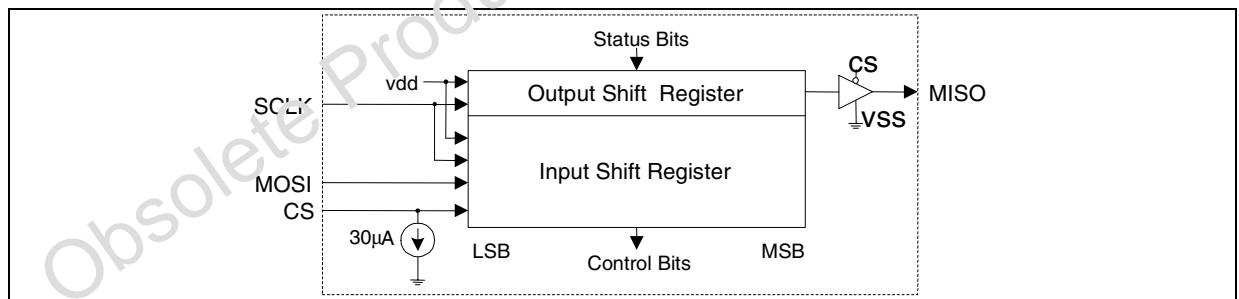 Status Bits
vdd
Output Shift Register
CS
MISO
SCLK
VSS
Input Shift Register
MOSI
CS
30µA
LSB
MSB
Control Bits
Obsolete Produ